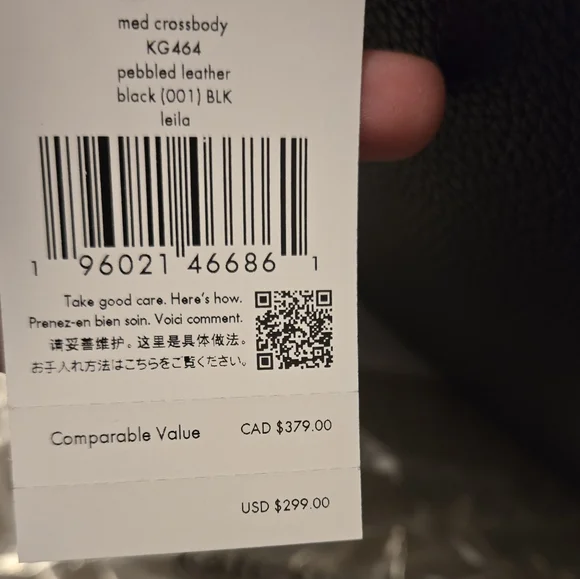 med crossbody
KG464
pebbled leather
black (001) BLK
leila
1 96021 46686 1
Take good care. Here's how.
Prenez-en bien soin. Voici comment.
请妥善维护。这里是具体做法。
お手入れ方法はこちらをご覧ください。
Comparable Value CAD $379.00
USD $299.00